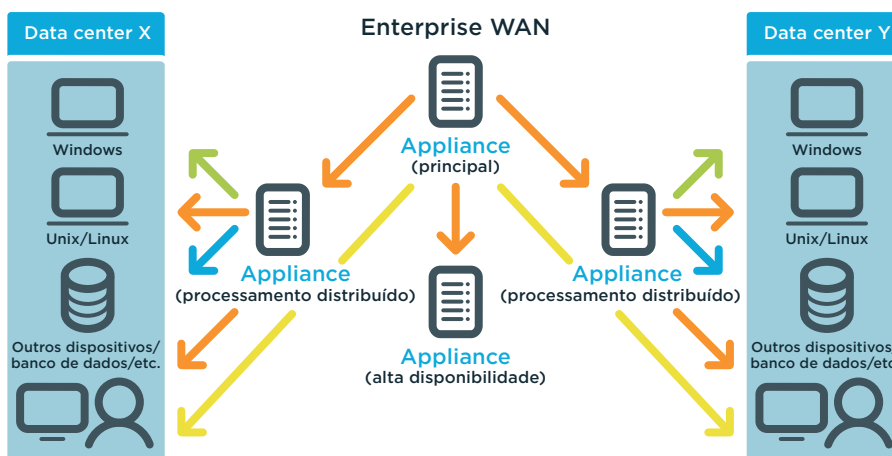 Data center X
Enterprise WAN
Data center Y
Windows
Unix/Linux
Outros dispositivos/
banco de dados/etc.
Appliance
(principal)
Appliance
(processamento distribuído)
Appliance
(alta disponibilidade)
Appliance
(processamento distribuído)
Windows
Unix/Linux
Outros dispositivos/
banco de dados/etc